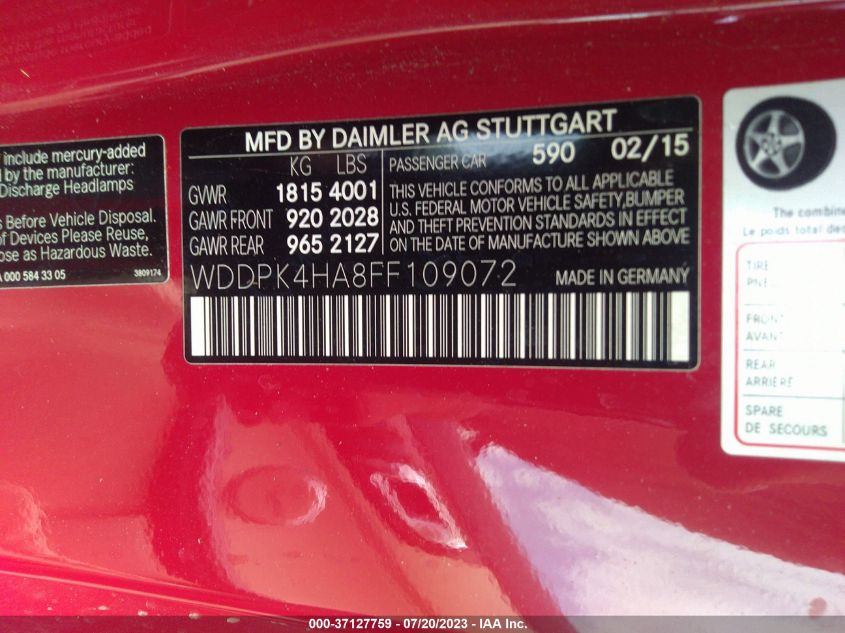 include mercury-added
by the manufacturer:
Discharge Headlamps
Before Vehicle Disposal.
of Devices Please Reuse,
ose as Hazardous Waste.
A 000 584 33 05
3809174
MFD BY DAIMLER AG STUTTGART
KG LBS
GVWR 1815 4001
GAWR FRONT 920 2028
GAWR REAR 965 2127
PASSENGER CAR 590 02/15
THIS VEHICLE CONFORMS TO ALL APPLICABLE
U.S. FEDERAL MOTOR VEHICLE SAFETY, BUMPER
AND THEFT PREVENTION STANDARDS IN EFFECT
ON THE DATE OF MANUFACTURE SHOWN ABOVE
WDDPK4HA8FF109072
MADE IN GERMANY
The combine
Le poids total de
TIRE
FRONT
AVANT
REAR
ARRIERE
SPARE
DE SECOURS
000-37127759 - 07/20/2023 - IAA Inc.